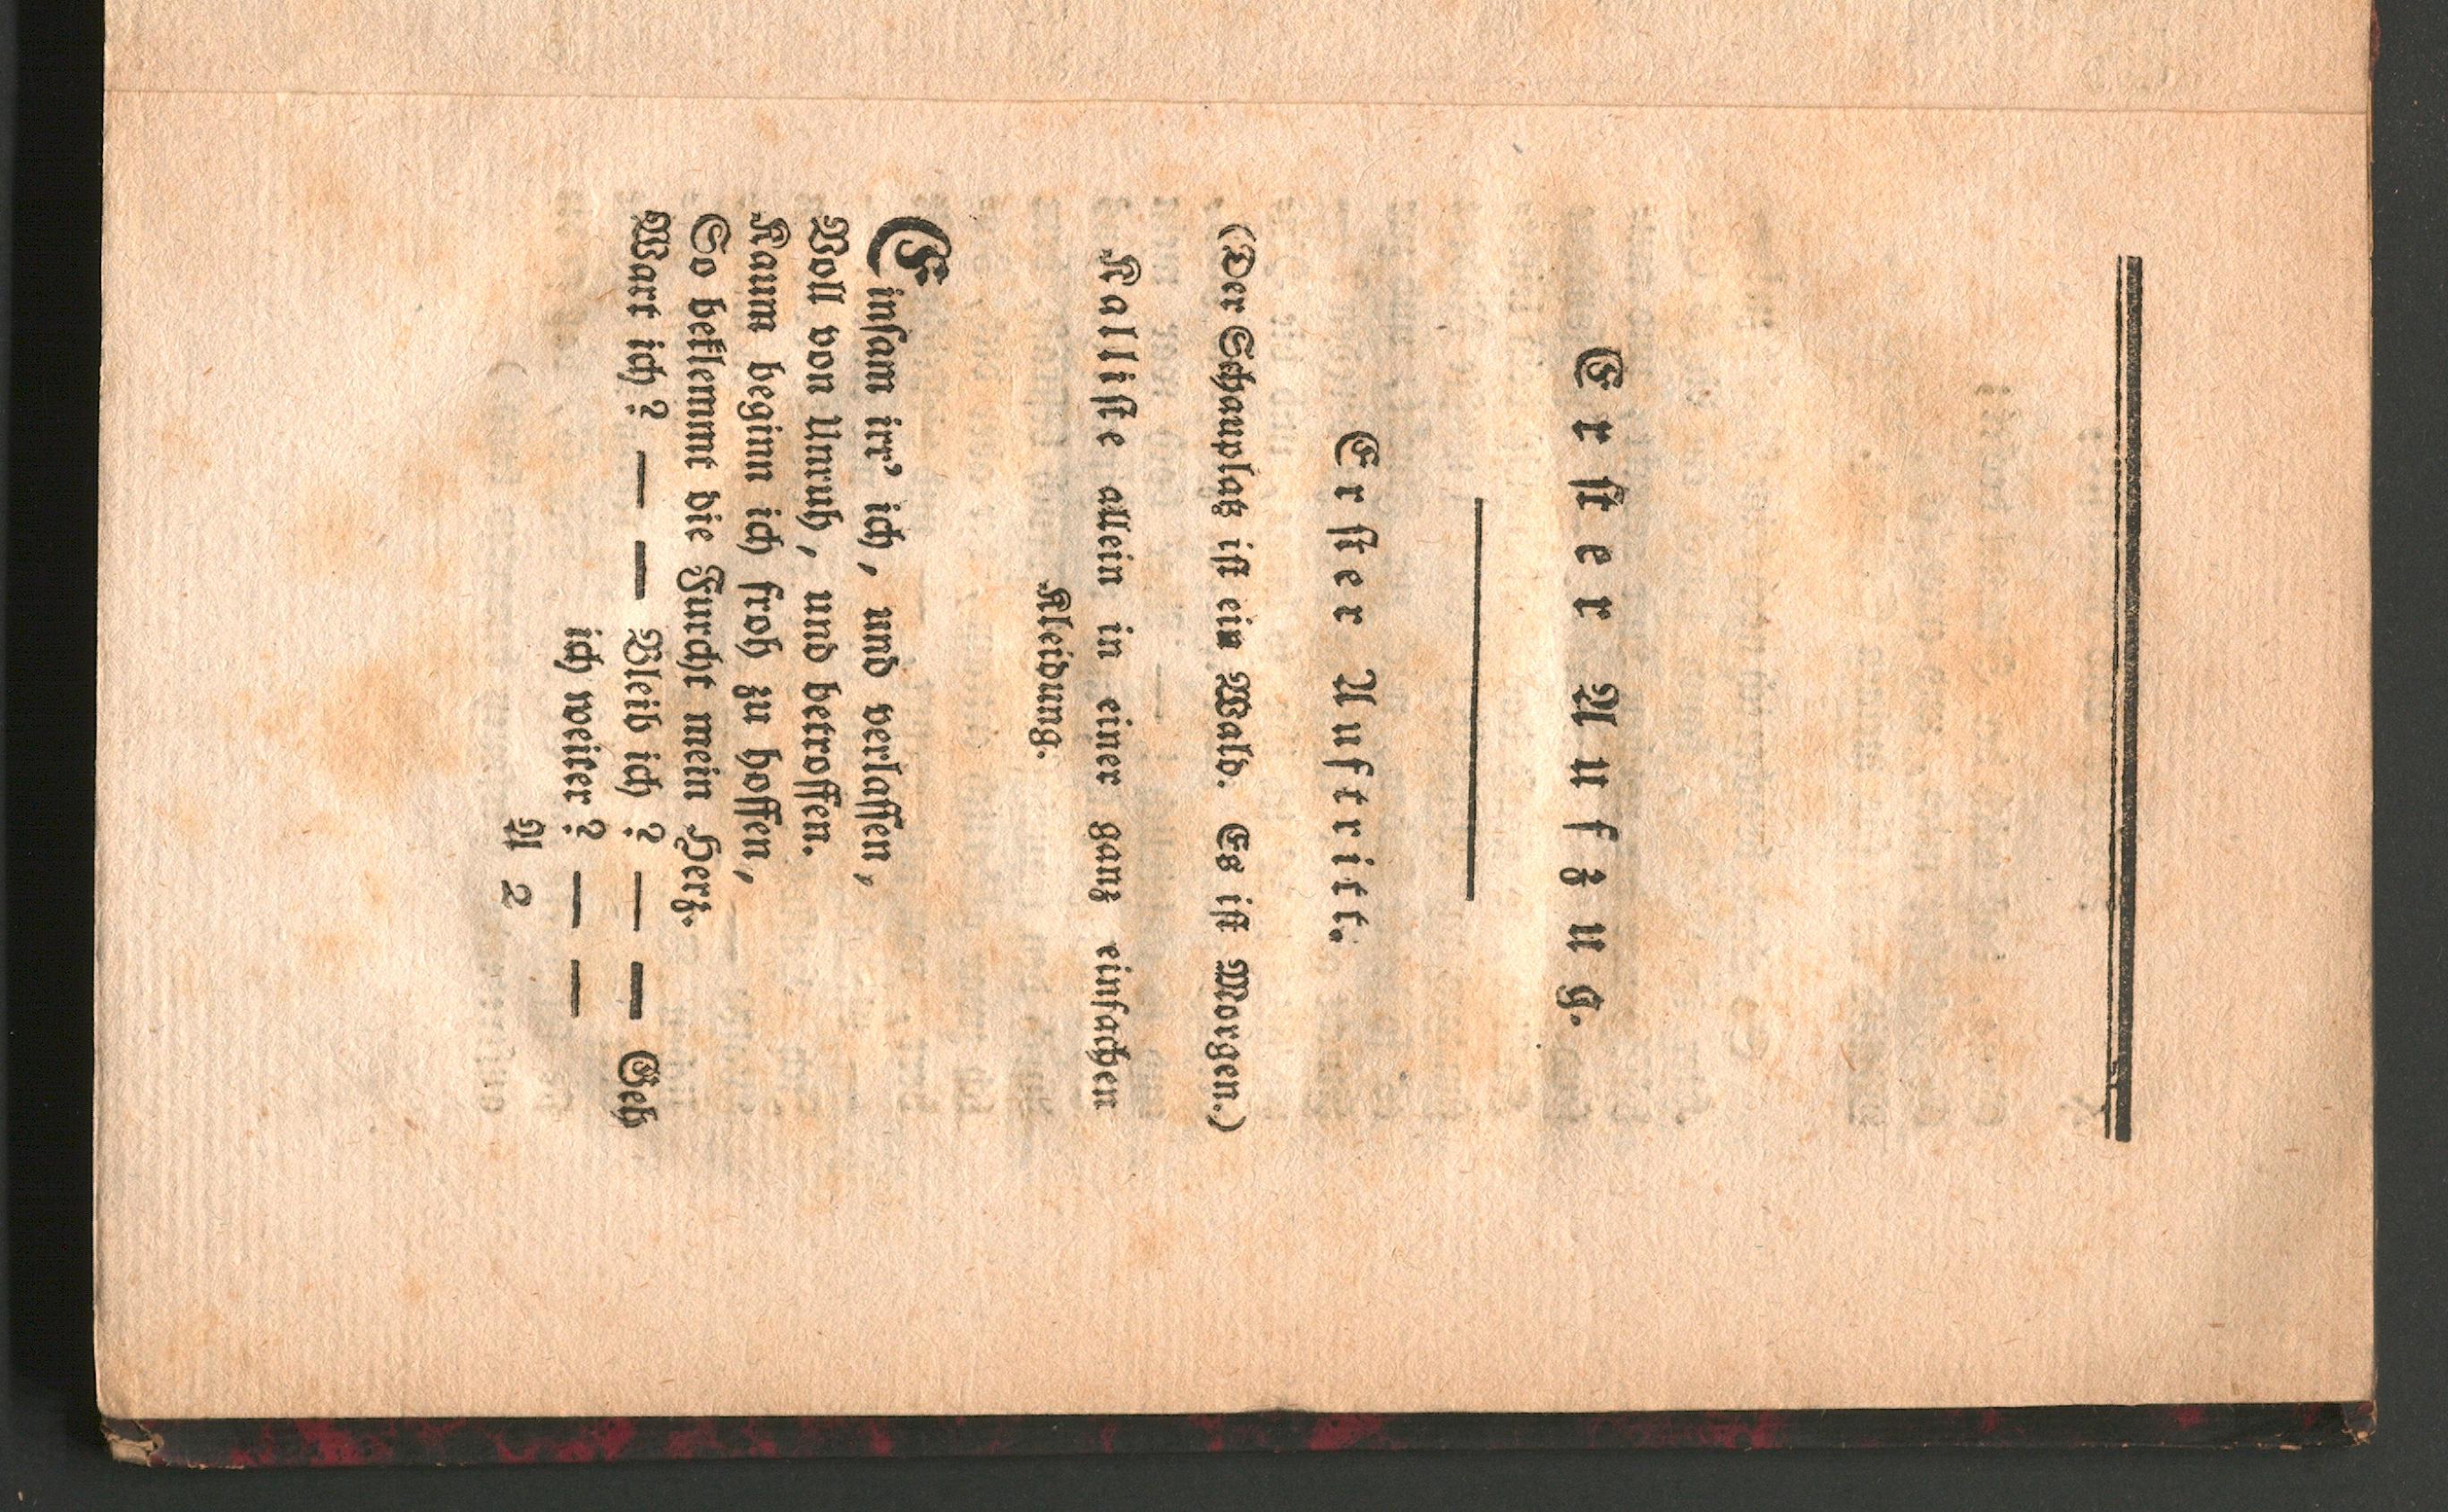 Erſter Aufzug.
Erſter Auftritt.
(Der Schauplatz iſt ein Wald. Es iſt Morgen.)
Kalliſte allein in einer ganz einfachen
Kleidung.
Einſam irr’ ich, und verlaſſen,
Voll von Unruh, und betroffen.
Kaum beginn ich froh zu hoffen,
So beklemmt die Furcht mein Herz.
Wart ich? — — Bleib ich? — — Geh
ich weiter? — —
A 2